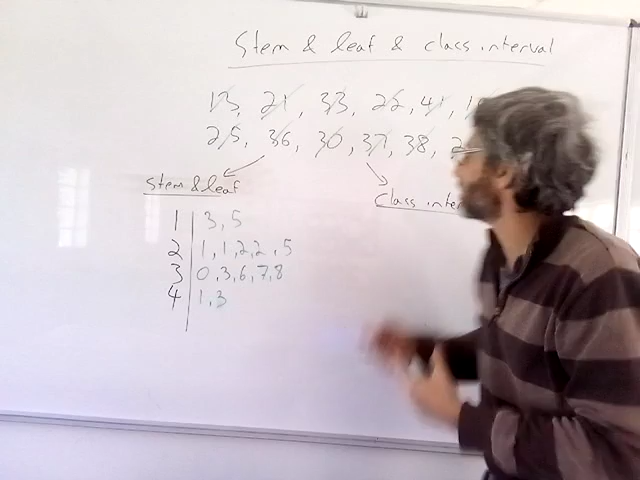 Stem & leaf & class interval
13, 21, 33, 22, 41,
25, 36, 30, 37, 38,
Stem & leaf
class inter
1 3, 5
2 1, 1, 2, 2, 5
3 0, 3, 6, 7, 8
4 1, 3